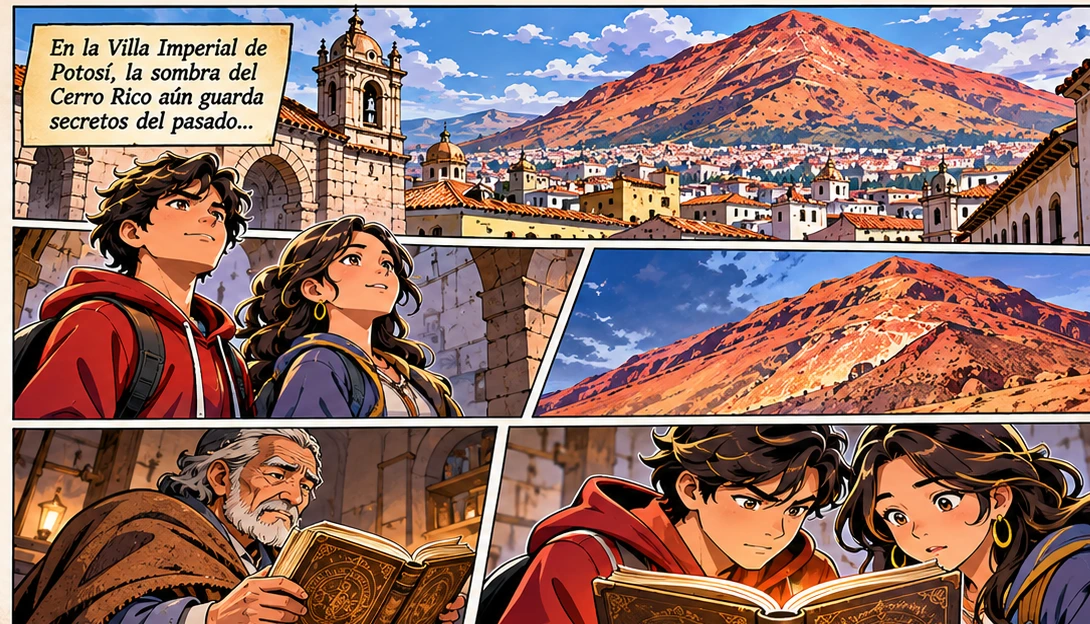 En la Villa Imperial de
Potosí, la sombra del
Cerro Rico aún guarda
secretos del pasado...